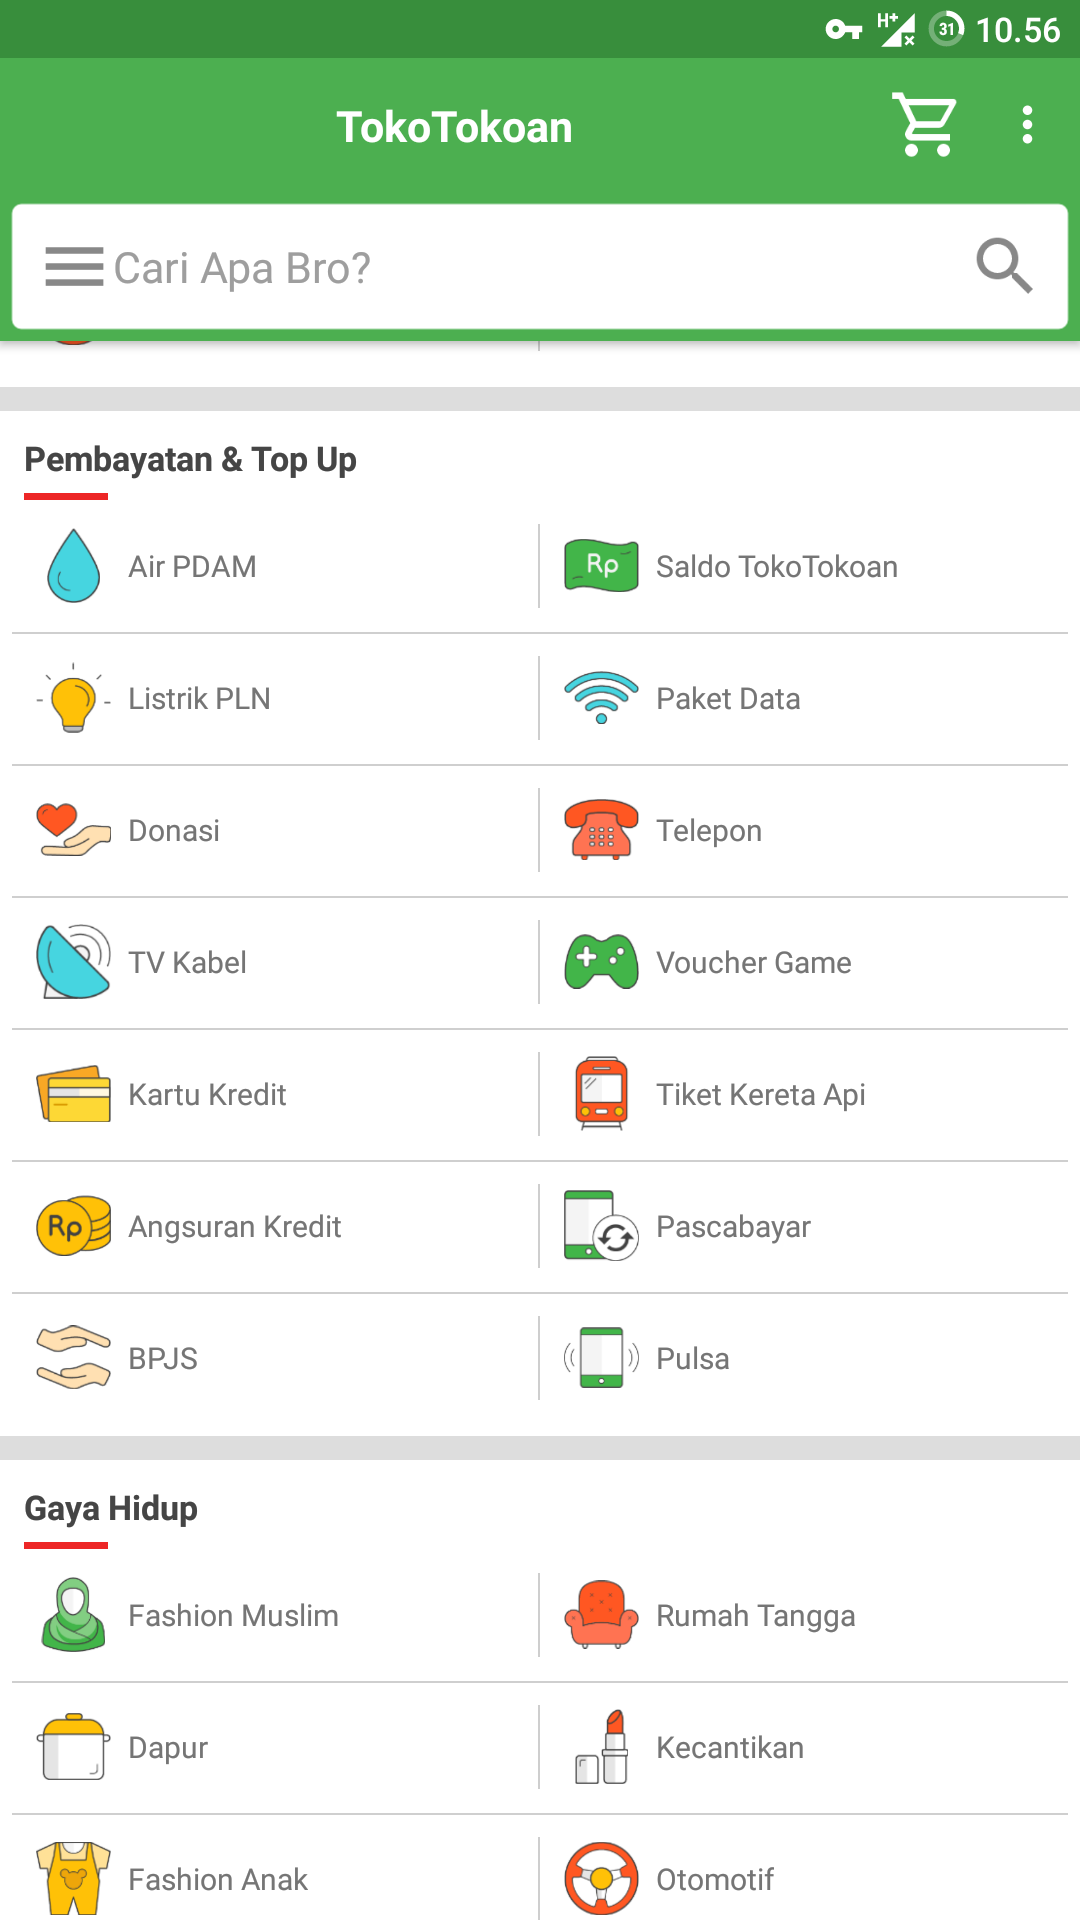 H+ 31 10.56
TokoTokoan
Cari Apa Bro?
Pembayatan & Top Up
Air PDAM
Rp Saldo TokoTokoan
Listrik PLN
Paket Data
Donasi
Telepon
TV Kabel
Voucher Game
Kartu Kredit
Tiket Kereta Api
Rp Angsuran Kredit
Pascabayar
BPJS
Pulsa
Gaya Hidup
Fashion Muslim
Rumah Tangga
Dapur
Kecantikan
Fashion Anak
Otomotif